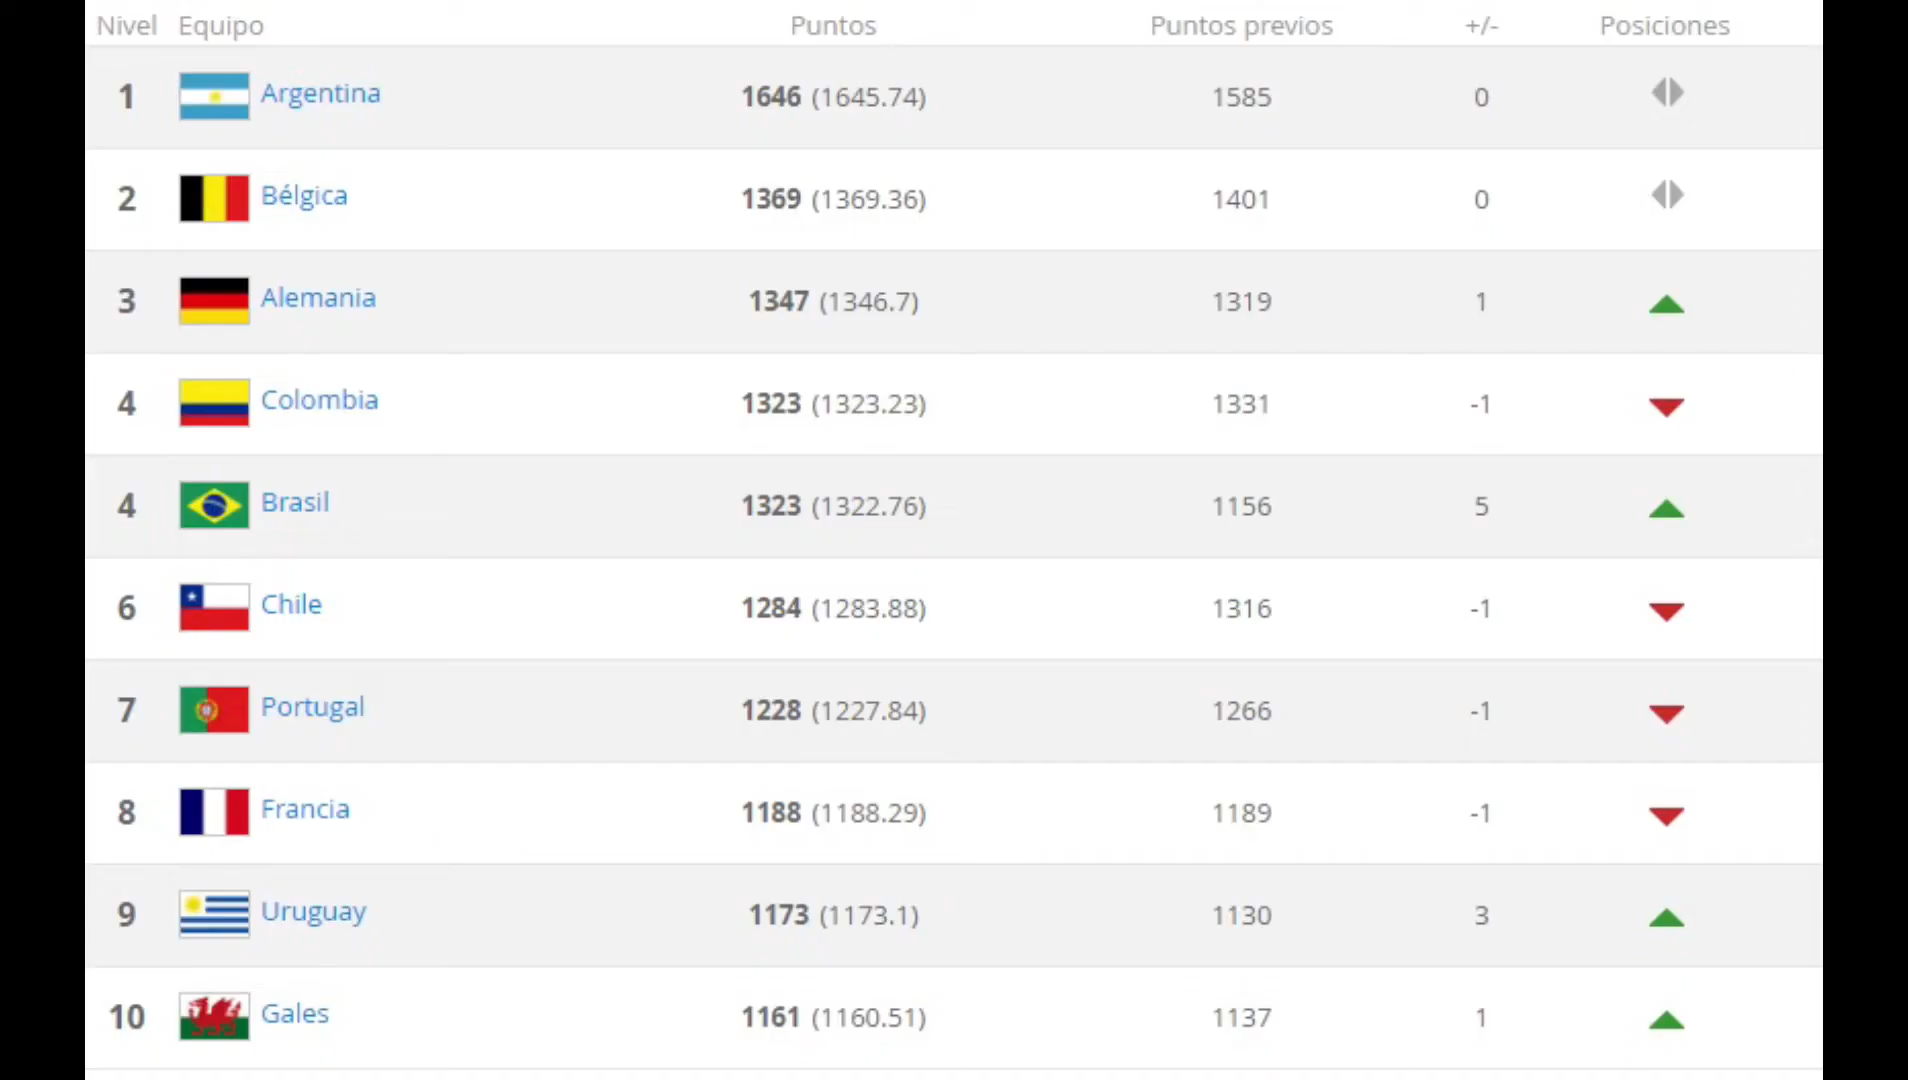 Nivel Equipo Puntos Puntos previos +/- Posiciones
1 Argentina 1646 (1645.74) 1585 0
2 Bélgica 1369 (1369.36) 1401 0
3 Alemania 1347 (1346.7) 1319 1
4 Colombia 1323 (1323.23) 1331 -1
4 Brasil 1323 (1322.76) 1156 5
6 Chile 1284 (1283.88) 1316 -1
7 Portugal 1228 (1227.84) 1266 -1
8 Francia 1188 (1188.29) 1189 -1
9 Uruguay 1173 (1173.1) 1130 3
10 Gales 1161 (1160.51) 1137 1